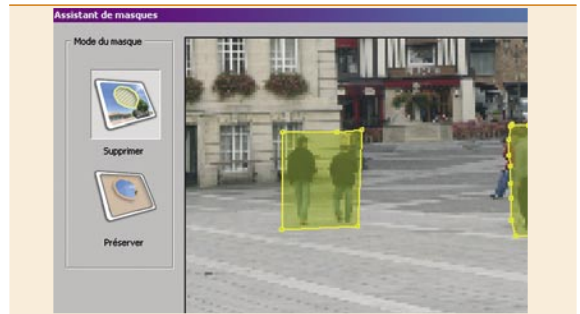 Assistant de masques
Mode du masque
Supprimer
Préserver